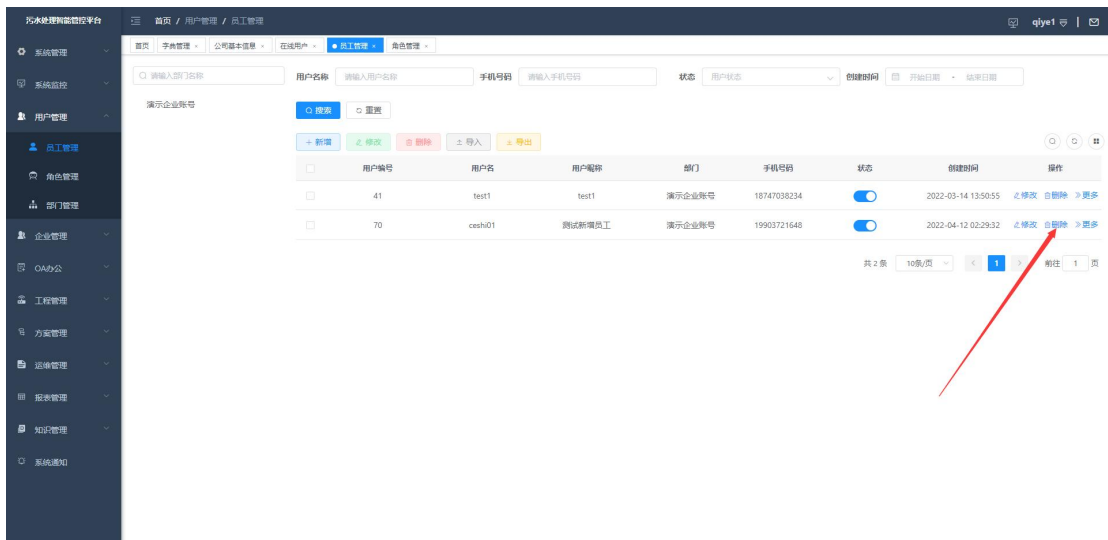 污水处理智能管控平台
首页 / 用户管理 / 员工管理
qiye1
系统管理
系统监控
用户管理
员工管理
角色管理
部门管理
企业管理
OA办公
工程管理
方案管理
运维管理
报表管理
知识管理
系统通知
首页 字典管理 × 公司基本信息 × 在线用户 × 员工管理 × 角色管理 ×
请输入部门名称
演示企业账号
用户名称 请输入用户名称 手机号码 请输入手机号码 状态 用户状态 创建时间 开始日期 - 结束日期
搜索 重置
+ 新增 修改 删除 导入 导出
用户编号 用户名 用户昵称 部门 手机号码 状态 创建时间 操作
41 test1 test1 演示企业账号 18747038234 2022-03-14 13:50:55 修改 删除 更多
70 ceshi01 测试新增员工 演示企业账号 19903721648 2022-04-12 02:29:32 修改 删除 更多
共 2 条 10条/页 < 1 > 前往 1 页